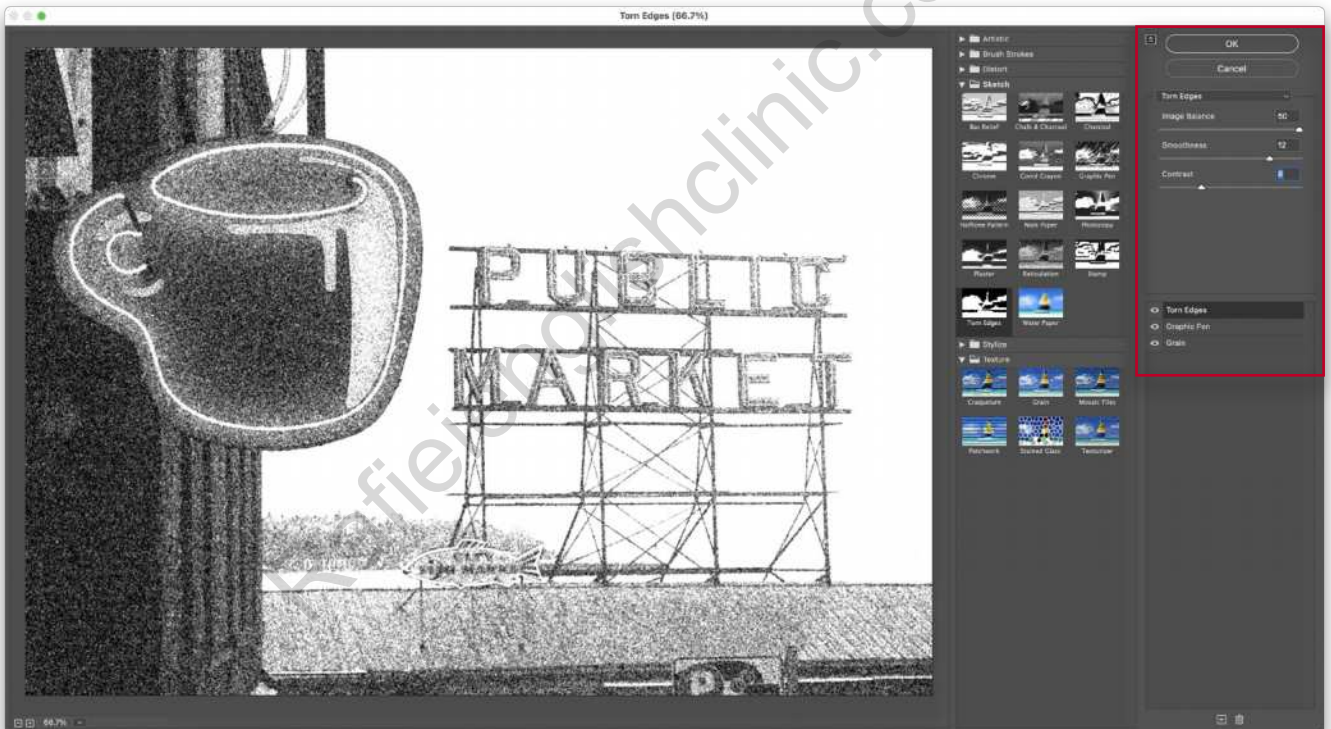 Torn Edges (66.7%)
PUBLIC
MARKET
66.7%
Artistic
Brush Strokes
Distort
Sketch
Bas Relief
Chalk & Charcoal
Charcoal
Chrome
Conté Crayon
Graphic Pen
Halftone Pattern
Note Paper
Photocopy
Plaster
Reticulation
Stamp
Torn Edges
Water Paper
Stylize
Texture
Craquelure
Grain
Mosaic Tiles
Patchwork
Stained Glass
Texturizer
OK
Cancel
Torn Edges
Image Balance 50
Smoothness 12
Contrast
Torn Edges
Graphic Pen
Grain